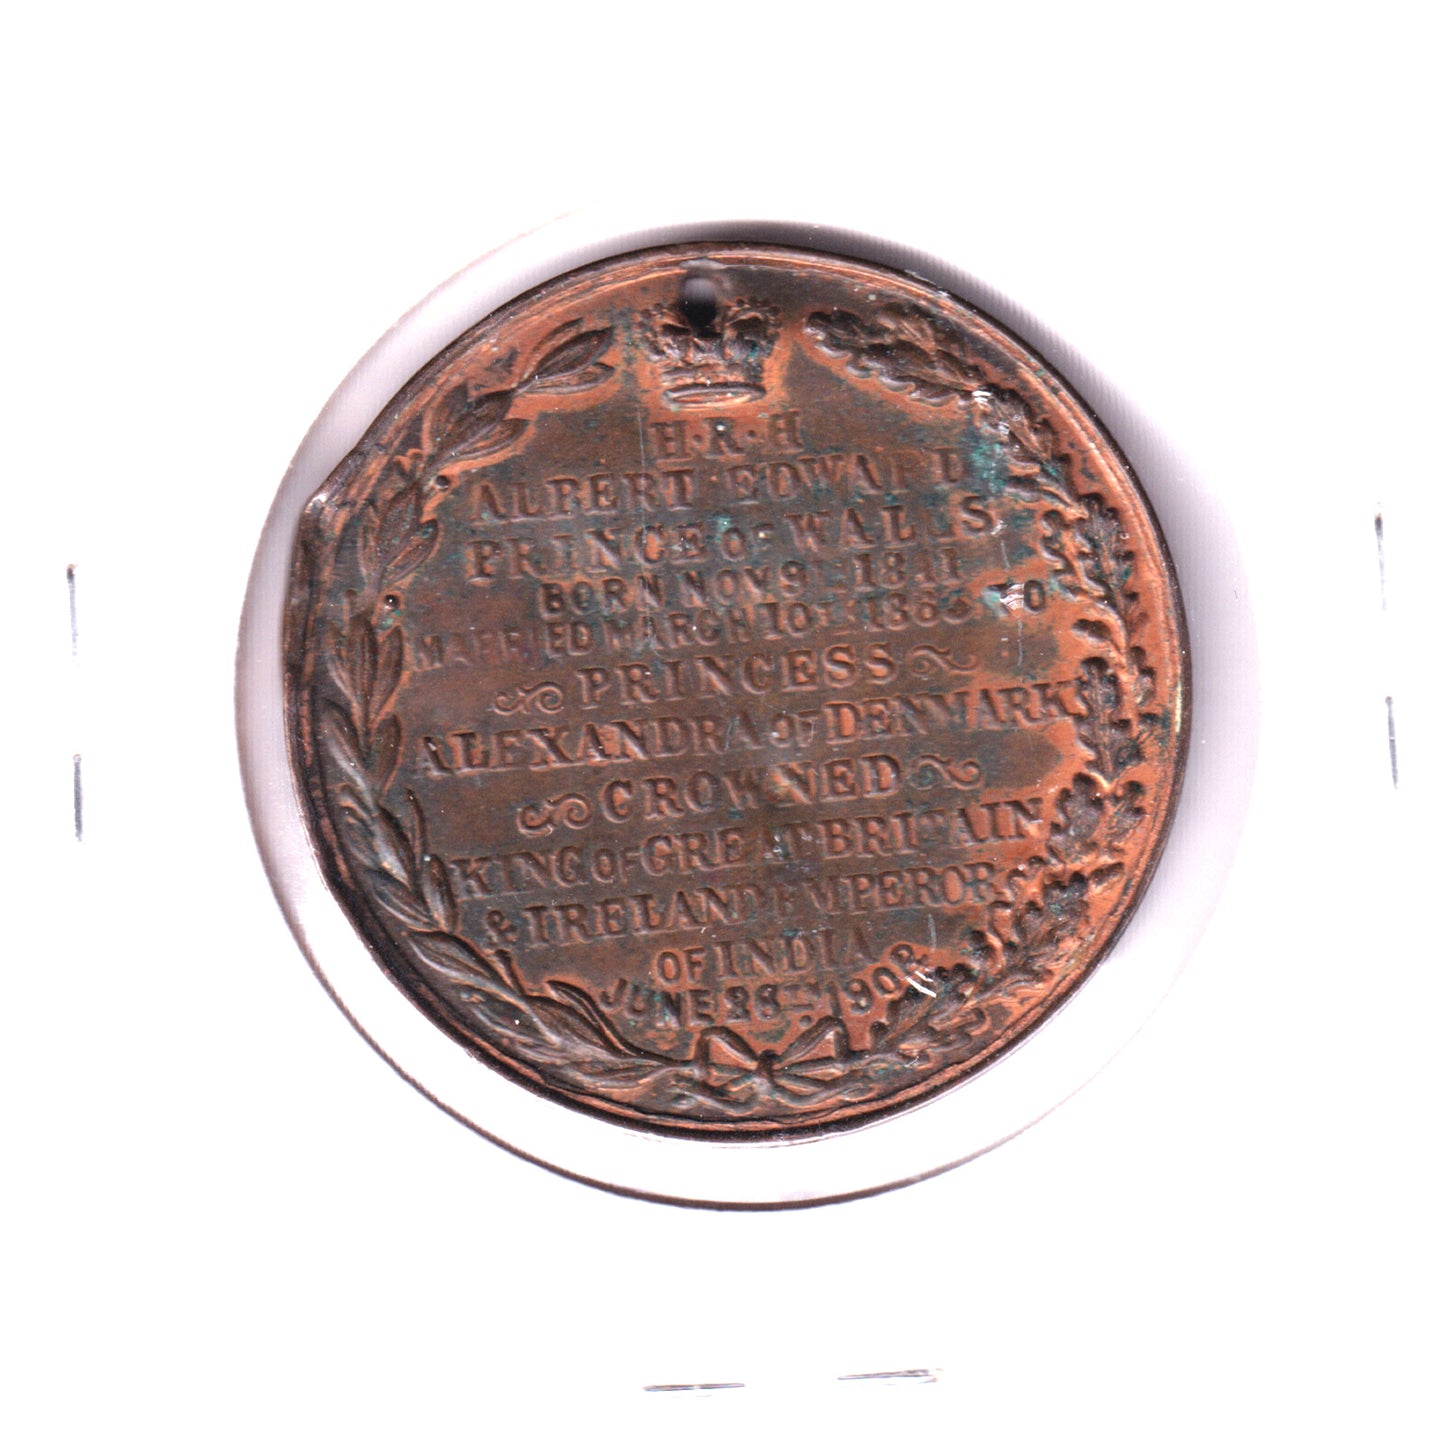 H·R·H
ALBERT·EDWARD
PRINCE OF WALES
BORN NOV 9TH 1841
MARRIED MARCH 10TH 1863 TO
PRINCESS
ALEXANDRA OF DENMARK
CROWNED
KING OF GREAT BRITAIN
& IRELAND EMPEROR
OF INDIA
JUNE 26TH 1902